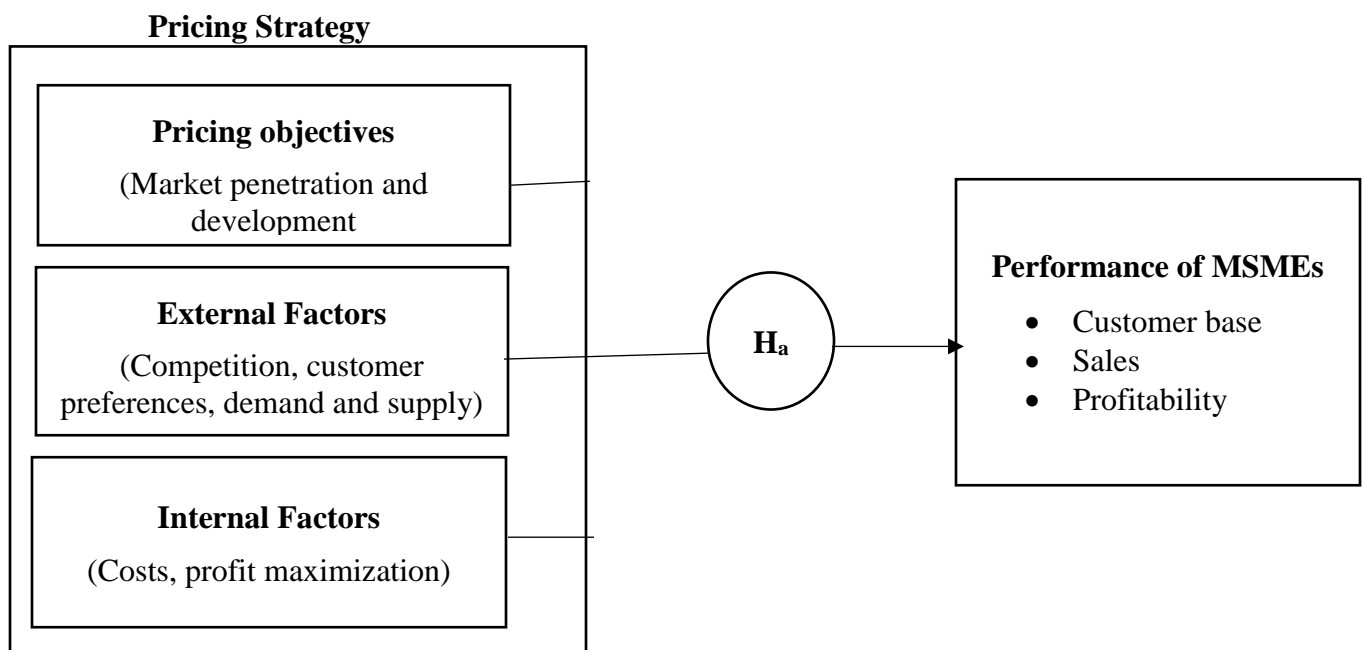 Pricing Strategy
Pricing objectives
(Market penetration and
development
External Factors
(Competition, customer
preferences, demand and supply)
Internal Factors
(Costs, profit maximization)
Hₐ
Performance of MSMEs
• Customer base
• Sales
• Profitability